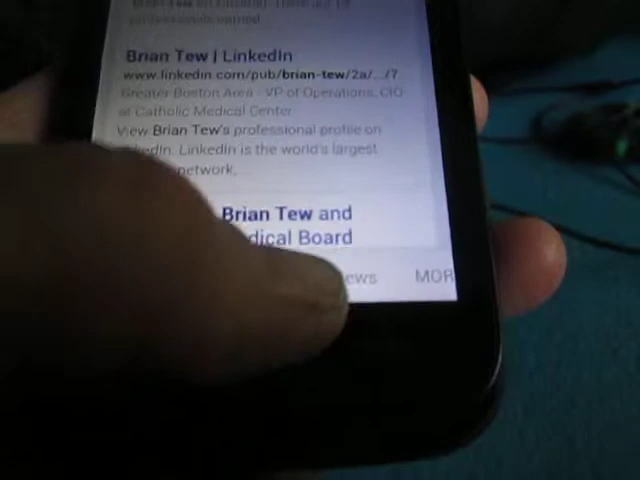 Brian Tew | LinkedIn
www.linkedin.com/pub/brian-tew/2a/.../7
Greater Boston Area - VP of Operations, CIO
at Catholic Medical Center
View Brian Tew's professional profile on
LinkedIn. LinkedIn is the world's largest
network.
Brian Tew and
Board
MOR